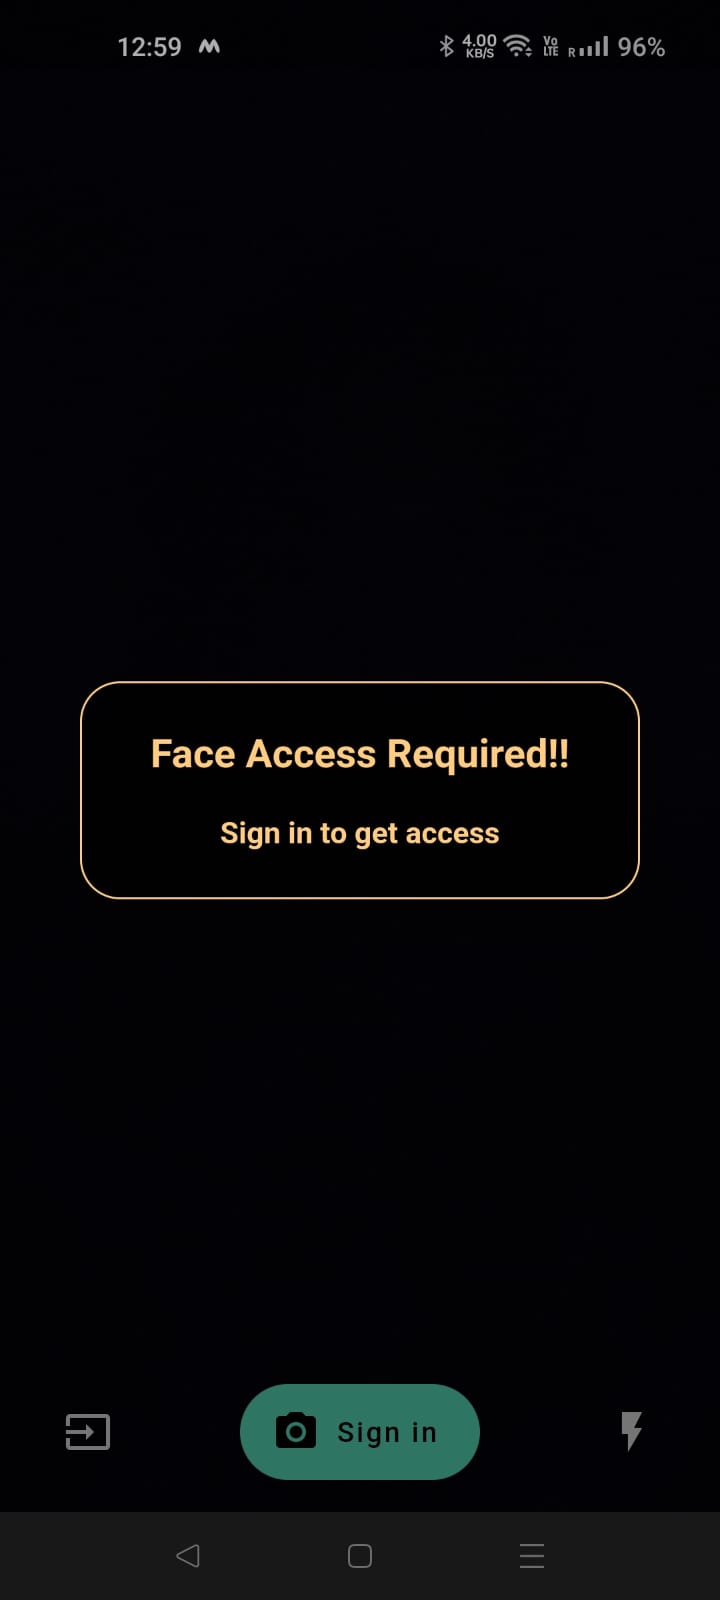 12:59
4.00 KB/S Vo LTE R 96%
Face Access Required!!
Sign in to get access
Sign in